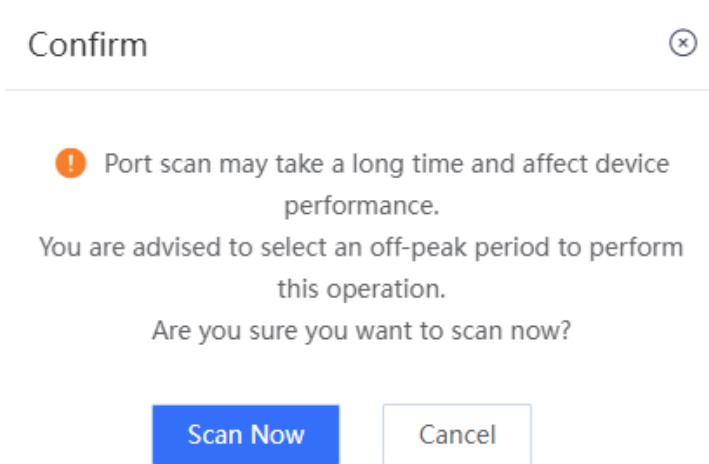 Confirm
Port scan may take a long time and affect device
performance.
You are advised to select an off-peak period to perform
this operation.
Are you sure you want to scan now?
Scan Now
Cancel